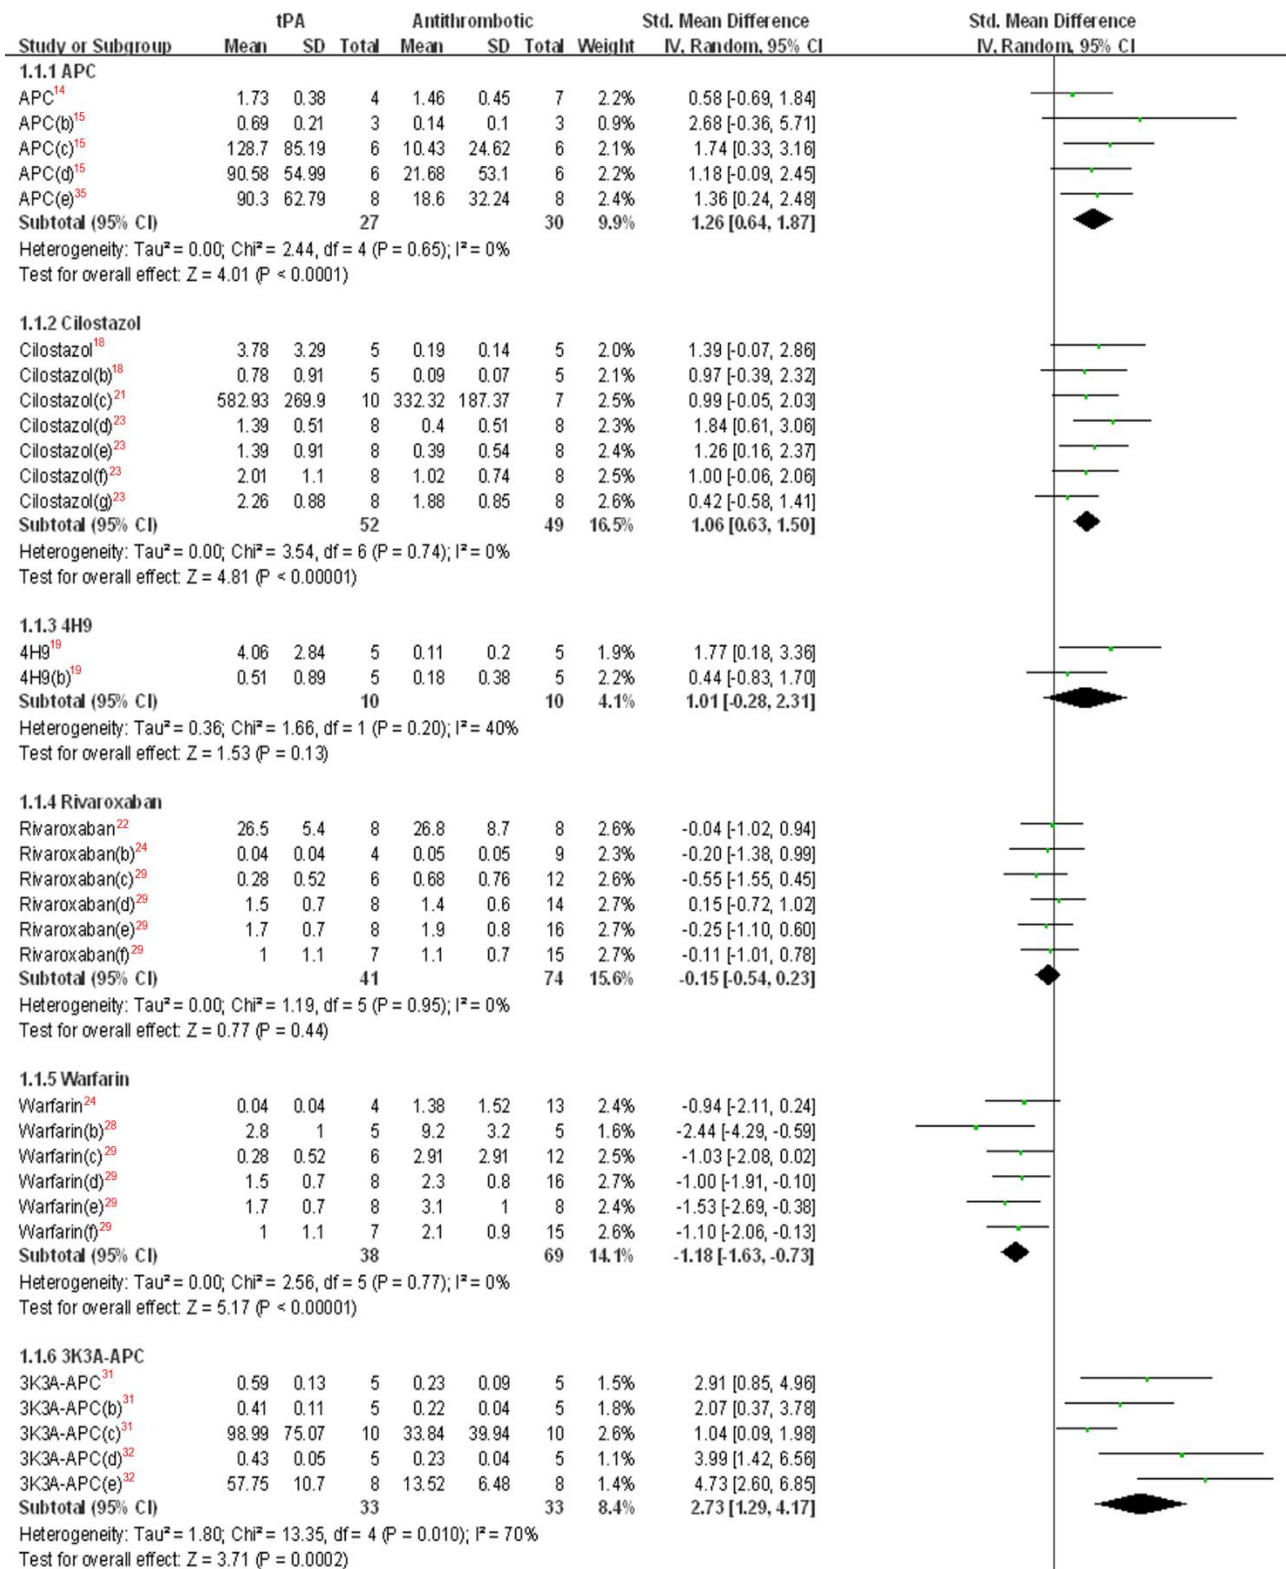 tPA Antithrombotic Std. Mean Difference Std. Mean Difference
Study or Subgroup Mean SD Total Mean SD Total Weight IV, Random, 95% CI IV, Random, 95% CI
1.1.1 APC
APC14 1.73 0.38 4 1.46 0.45 7 2.2% 0.58 [-0.69, 1.84]
APC(b)15 0.69 0.21 3 0.14 0.1 3 0.9% 2.68 [-0.36, 5.71]
APC(c)15 128.7 85.19 6 10.43 24.62 6 2.1% 1.74 [0.33, 3.16]
APC(d)15 90.58 54.99 6 21.68 53.1 6 2.2% 1.18 [-0.09, 2.45]
APC(e)35 90.3 62.79 8 18.6 32.24 8 2.4% 1.36 [0.24, 2.48]
Subtotal (95% CI) 27 30 9.9% 1.26 [0.64, 1.87]
Heterogeneity: Tau² = 0.00; Chi² = 2.44, df = 4 (P = 0.65); I² = 0%
Test for overall effect: Z = 4.01 (P < 0.0001)
1.1.2 Cilostazol
Cilostazol18 3.78 3.29 5 0.19 0.14 5 2.0% 1.39 [-0.07, 2.86]
Cilostazol(b)18 0.78 0.91 5 0.09 0.07 5 2.1% 0.97 [-0.39, 2.32]
Cilostazol(c)21 582.93 269.9 10 332.32 187.37 7 2.5% 0.99 [-0.05, 2.03]
Cilostazol(d)23 1.39 0.51 8 0.4 0.51 8 2.3% 1.84 [0.61, 3.06]
Cilostazol(e)23 1.39 0.91 8 0.39 0.54 8 2.4% 1.26 [0.16, 2.37]
Cilostazol(f)23 2.01 1.1 8 1.02 0.74 8 2.5% 1.00 [-0.06, 2.06]
Cilostazol(g)23 2.26 0.88 8 1.88 0.85 8 2.6% 0.42 [-0.58, 1.41]
Subtotal (95% CI) 52 49 16.5% 1.06 [0.63, 1.50]
Heterogeneity: Tau² = 0.00; Chi² = 3.54, df = 6 (P = 0.74); I² = 0%
Test for overall effect: Z = 4.81 (P < 0.00001)
1.1.3 4H9
4H919 4.06 2.84 5 0.11 0.2 5 1.9% 1.77 [0.18, 3.36]
4H9(b)19 0.51 0.89 5 0.18 0.38 5 2.2% 0.44 [-0.83, 1.70]
Subtotal (95% CI) 10 10 4.1% 1.01 [-0.28, 2.31]
Heterogeneity: Tau² = 0.36; Chi² = 1.66, df = 1 (P = 0.20); I² = 40%
Test for overall effect: Z = 1.53 (P = 0.13)
1.1.4 Rivaroxaban
Rivaroxaban22 26.5 5.4 8 26.8 8.7 8 2.6% -0.04 [-1.02, 0.94]
Rivaroxaban(b)24 0.04 0.04 4 0.05 0.05 9 2.3% -0.20 [-1.38, 0.99]
Rivaroxaban(c)29 0.28 0.52 6 0.68 0.76 12 2.6% -0.55 [-1.55, 0.45]
Rivaroxaban(d)29 1.5 0.7 8 1.4 0.6 14 2.7% 0.15 [-0.72, 1.02]
Rivaroxaban(e)29 1.7 0.7 8 1.9 0.8 16 2.7% -0.25 [-1.10, 0.60]
Rivaroxaban(f)29 1 1.1 7 1.1 0.7 15 2.7% -0.11 [-1.01, 0.78]
Subtotal (95% CI) 41 74 15.6% -0.15 [-0.54, 0.23]
Heterogeneity: Tau² = 0.00; Chi² = 1.19, df = 5 (P = 0.95); I² = 0%
Test for overall effect: Z = 0.77 (P = 0.44)
1.1.5 Warfarin
Warfarin24 0.04 0.04 4 1.38 1.52 13 2.4% -0.94 [-2.11, 0.24]
Warfarin(b)28 2.8 1 5 9.2 3.2 5 1.6% -2.44 [-4.29, -0.59]
Warfarin(c)29 0.28 0.52 6 2.91 2.91 12 2.5% -1.03 [-2.08, 0.02]
Warfarin(d)29 1.5 0.7 8 2.3 0.8 16 2.7% -1.00 [-1.91, -0.10]
Warfarin(e)29 1.7 0.7 8 3.1 1 8 2.4% -1.53 [-2.69, -0.38]
Warfarin(f)29 1 1.1 7 2.1 0.9 15 2.6% -1.10 [-2.06, -0.13]
Subtotal (95% CI) 38 69 14.1% -1.18 [-1.63, -0.73]
Heterogeneity: Tau² = 0.00; Chi² = 2.56, df = 5 (P = 0.77); I² = 0%
Test for overall effect: Z = 5.17 (P < 0.00001)
1.1.6 3K3A-APC
3K3A-APC31 0.59 0.13 5 0.23 0.09 5 1.5% 2.91 [0.85, 4.96]
3K3A-APC(b)31 0.41 0.11 5 0.22 0.04 5 1.8% 2.07 [0.37, 3.78]
3K3A-APC(c)31 98.99 75.07 10 33.84 39.94 10 2.6% 1.04 [0.09, 1.98]
3K3A-APC(d)32 0.43 0.05 5 0.23 0.04 5 1.1% 3.99 [1.42, 6.56]
3K3A-APC(e)32 57.75 10.7 8 13.52 6.48 8 1.4% 4.73 [2.60, 6.85]
Subtotal (95% CI) 33 33 8.4% 2.73 [1.29, 4.17]
Heterogeneity: Tau² = 1.80; Chi² = 13.35, df = 4 (P = 0.010); I² = 70%
Test for overall effect: Z = 3.71 (P = 0.0002)